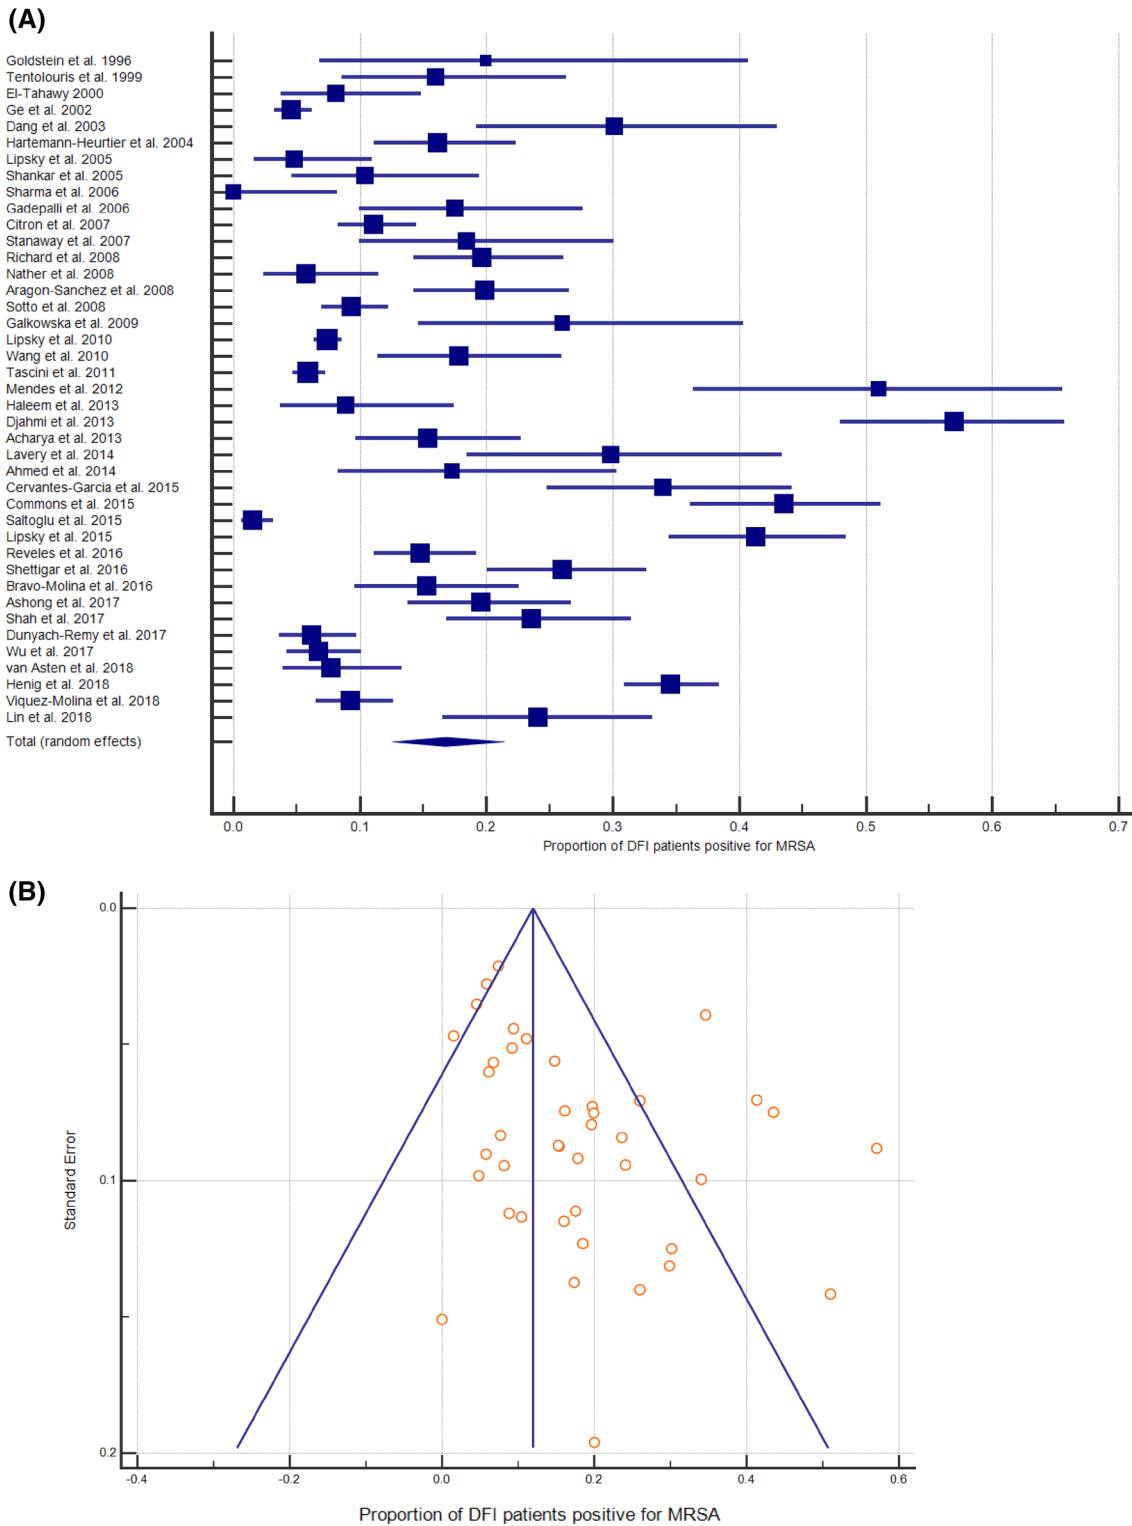 (A)
Goldstein et al. 1996
Tentolouris et al. 1999
El-Tahawy 2000
Ge et al. 2002
Dang et al. 2003
Hartemann-Heurtier et al. 2004
Lipsky et al. 2005
Shankar et al. 2005
Sharma et al. 2006
Gadepalli et al. 2006
Citron et al. 2007
Stanaway et al. 2007
Richard et al. 2008
Nather et al. 2008
Aragon-Sanchez et al. 2008
Sotto et al. 2008
Galkowska et al. 2009
Lipsky et al. 2010
Wang et al. 2010
Tascini et al. 2011
Mendes et al. 2012
Haleem et al. 2013
Djahmi et al. 2013
Acharya et al. 2013
Lavery et al. 2014
Ahmed et al. 2014
Cervantes-Garcia et al. 2015
Commons et al. 2015
Saltoglu et al. 2015
Lipsky et al. 2015
Reveles et al. 2016
Shettigar et al. 2016
Bravo-Molina et al. 2016
Ashong et al. 2017
Shah et al. 2017
Dunyach-Remy et al. 2017
Wu et al. 2017
van Asten et al. 2018
Henig et al. 2018
Viquez-Molina et al. 2018
Lin et al. 2018
Total (random effects)
0.0 0.1 0.2 0.3 0.4 0.5 0.6 0.7
Proportion of DFI patients positive for MRSA
(B)
0.0
0.1
0.2
Standard Error
-0.4 -0.2 0.0 0.2 0.4 0.6
Proportion of DFI patients positive for MRSA